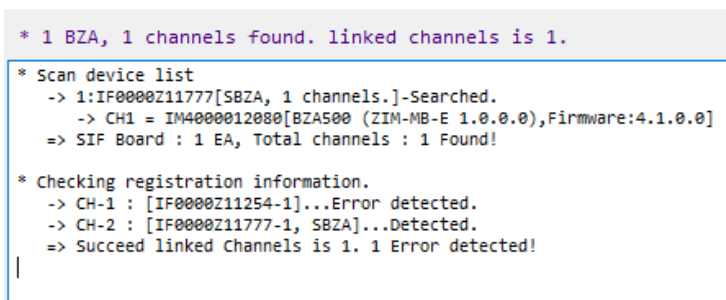 * 1 BZA, 1 channels found. linked channels is 1.
* Scan device list
-> 1:IF0000Z11777[SBZA, 1 channels.]-Searched.
-> CH1 = IM4000012080[BZA500 (ZIM-MB-E 1.0.0.0),Firmware:4.1.0.0]
=> SIF Board : 1 EA, Total channels : 1 Found!
* Checking registration information.
-> CH-1 : [IF0000Z11254-1]...Error detected.
-> CH-2 : [IF0000Z11777-1, SBZA]...Detected.
=> Succeed linked Channels is 1. 1 Error detected!